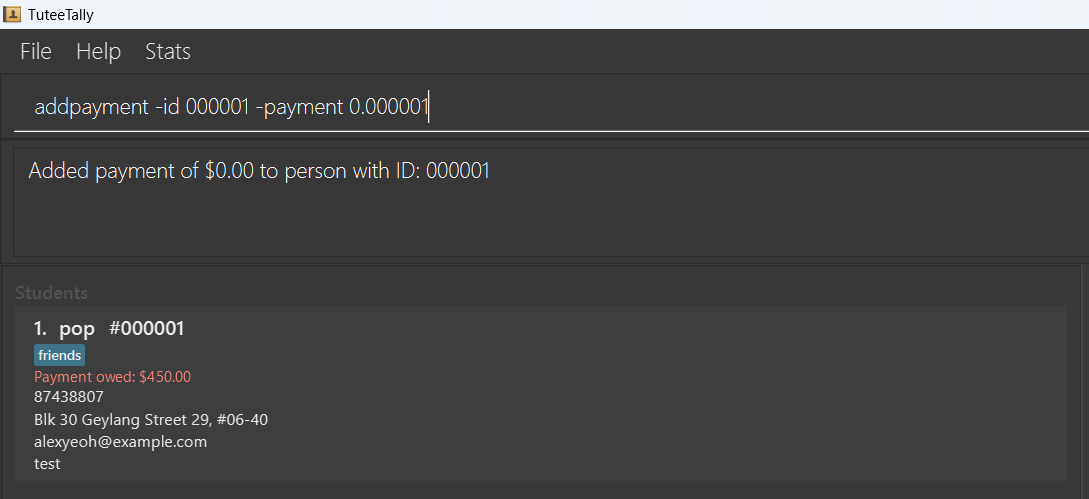 TuteeTally
File Help Stats
addpayment -id 000001 -payment 0.000001
Added payment of $0.00 to person with ID: 000001
Students
1. pop #000001
friends
Payment owed: $450.00
87438807
Blk 30 Geylang Street 29, #06-40
alexyeoh@example.com
test